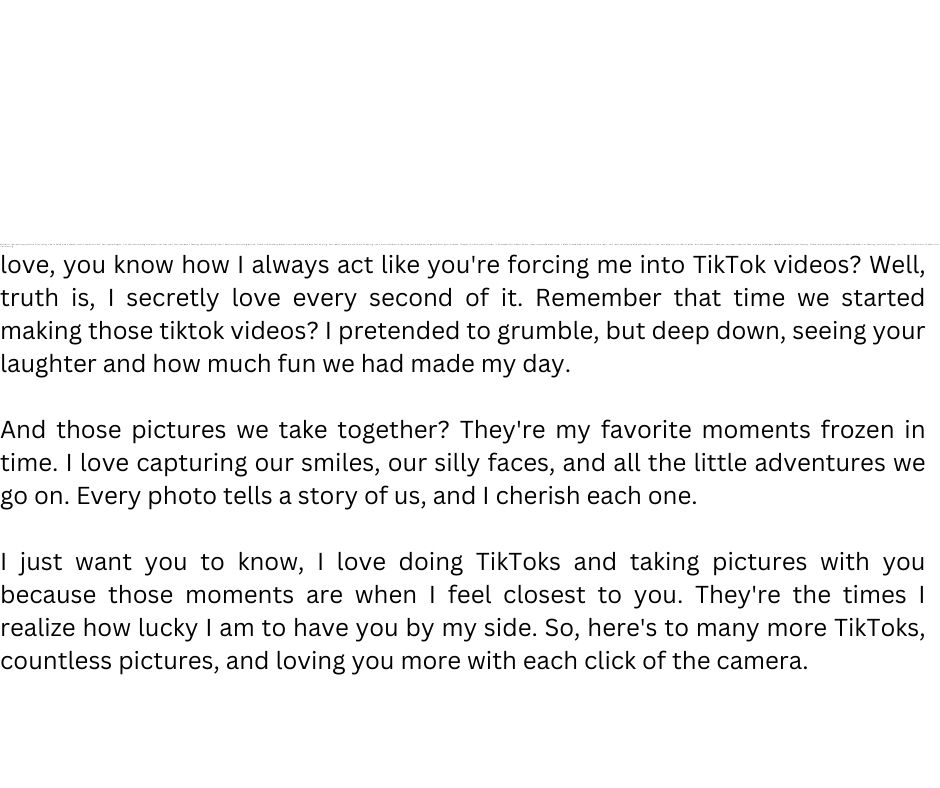 love, you know how I always act like you're forcing me into TikTok videos? Well,
truth is, I secretly love every second of it. Remember that time we started
making those tiktok videos? I pretended to grumble, but deep down, seeing your
laughter and how much fun we had made my day.
And those pictures we take together? They're my favorite moments frozen in
time. I love capturing our smiles, our silly faces, and all the little adventures we
go on. Every photo tells a story of us, and I cherish each one.
I just want you to know, I love doing TikToks and taking pictures with you
because those moments are when I feel closest to you. They're the times I
realize how lucky I am to have you by my side. So, here's to many more TikToks,
countless pictures, and loving you more with each click of the camera.